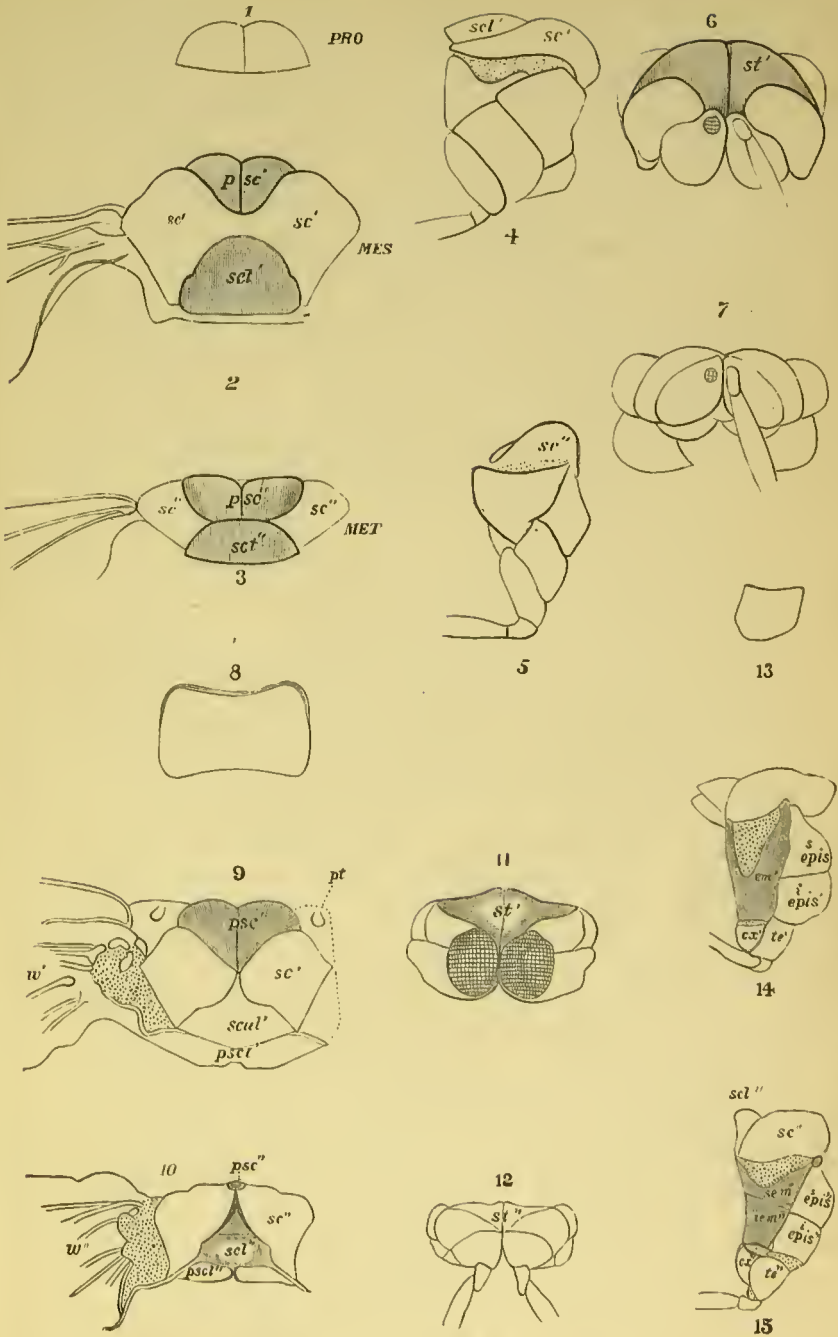 1
PRO
p sc'
sc'
sc'
MES
scl'
2
p sc"
sc"
sc"
MET
sct"
3
8
9
pt
psc"
w'
sc'
scul'
pscl'
10
psc"
w"
sc"
scl"
pscl"
scl'
sc'
4
sc"
5
6
st'
7
13
11
st'
12
st"
s
epis
em'
i
epis'
cx'
te'
14
scl"
sc"
s
epis"
sem"
iem"
i
epis"
cx"
te"
15